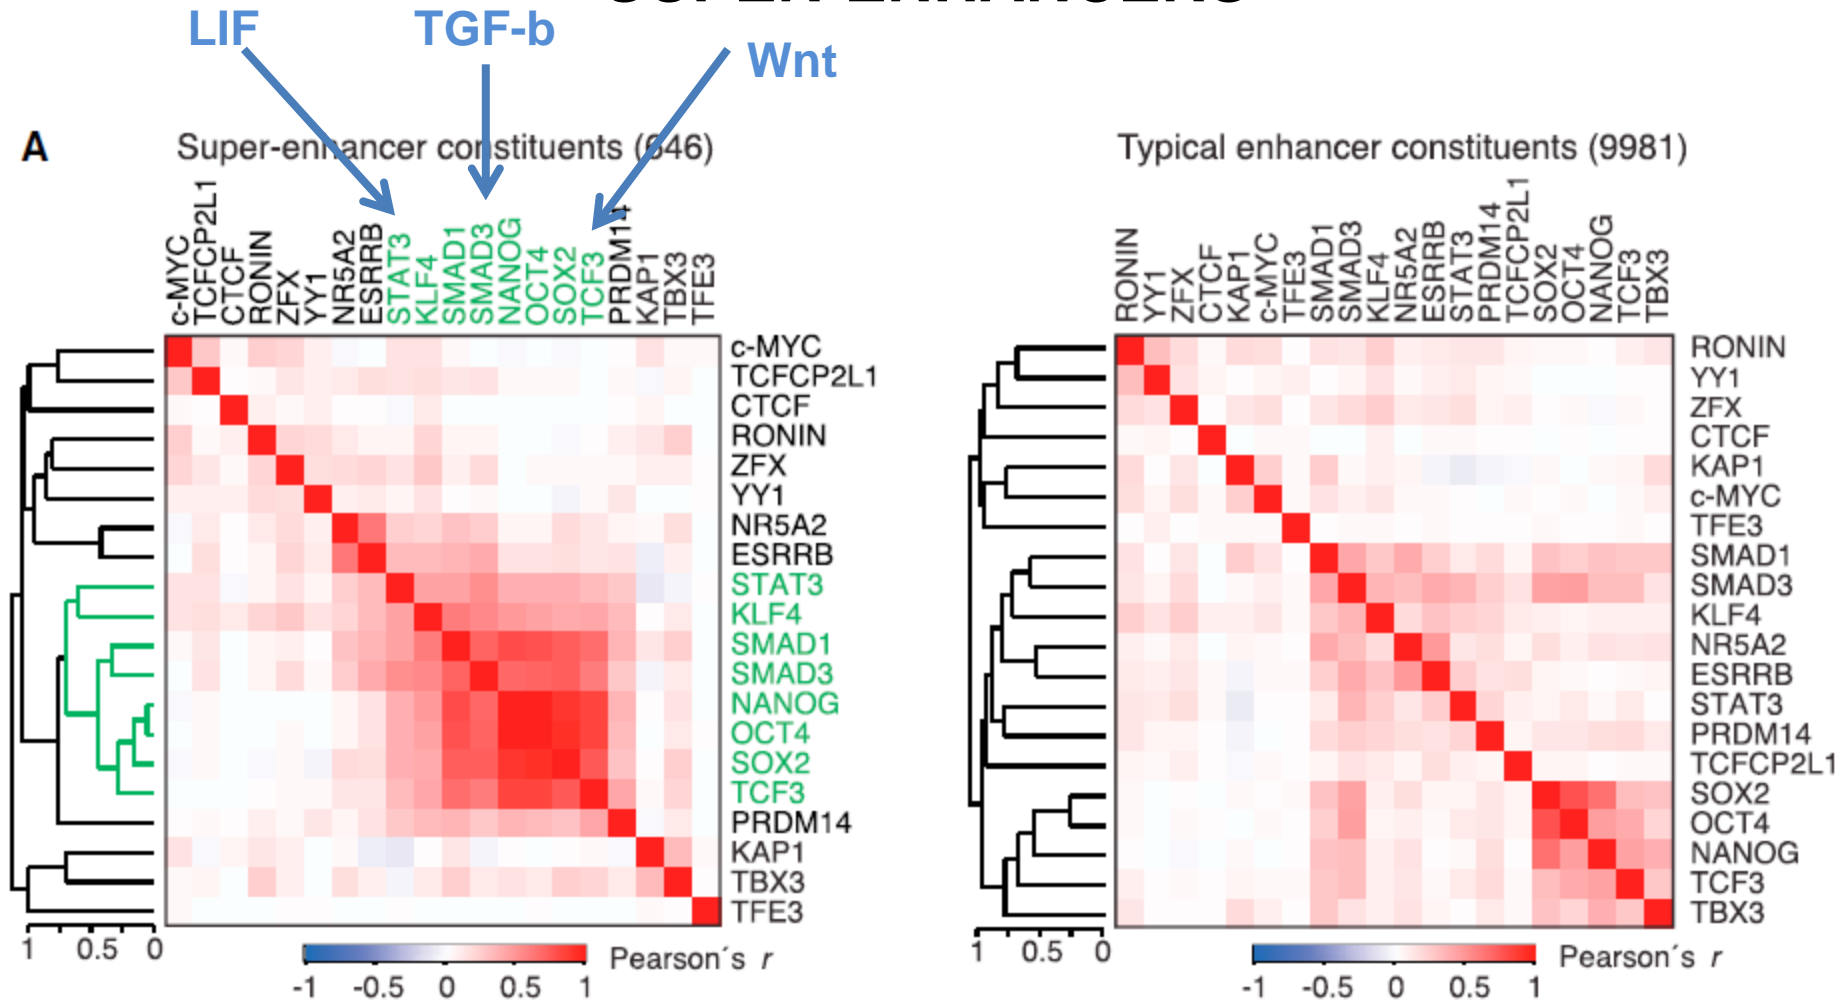 LIF
TGF-b
Wnt
A
Super-enhancer constituents (646)
c-MYC
TCFCP2L1
CTCF
RONIN
ZFX
YY1
NR5A2
ESRRB
STAT3
KLF4
SMAD1
SMAD3
NANOG
OCT4
SOX2
TCF3
PRDM14
KAP1
TBX3
TFE3
c-MYC
TCFCP2L1
CTCF
RONIN
ZFX
YY1
NR5A2
ESRRB
STAT3
KLF4
SMAD1
SMAD3
NANOG
OCT4
SOX2
TCF3
PRDM14
KAP1
TBX3
TFE3
1 0.5 0
-1 -0.5 0 0.5 1
Pearson´s r
Typical enhancer constituents (9981)
RONIN
YY1
ZFX
CTCF
KAP1
c-MYC
TFE3
SMAD1
SMAD3
KLF4
NR5A2
ESRRB
STAT3
PRDM14
TCFCP2L1
SOX2
OCT4
NANOG
TCF3
TBX3
RONIN
YY1
ZFX
CTCF
KAP1
c-MYC
TFE3
SMAD1
SMAD3
KLF4
NR5A2
ESRRB
STAT3
PRDM14
TCFCP2L1
SOX2
OCT4
NANOG
TCF3
TBX3
1 0.5 0
-1 -0.5 0 0.5 1
Pearson´s r